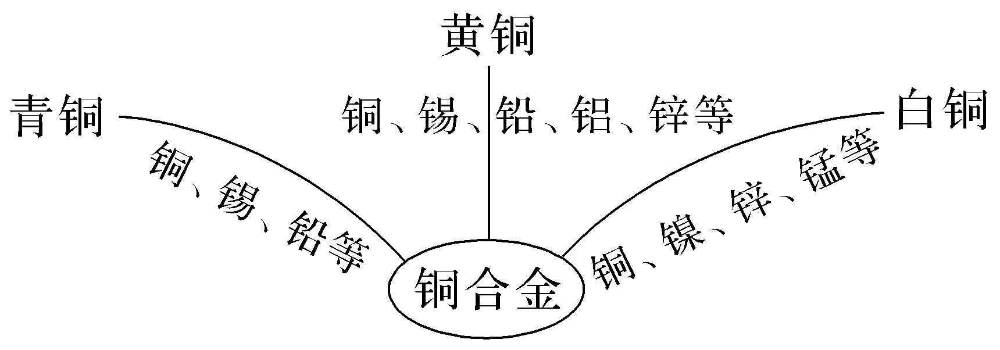 黄铜
青铜
铜、锡、铅、铝、锌等
白铜
铜、锡、铅等
铜、镍、锌、锰等
铜合金